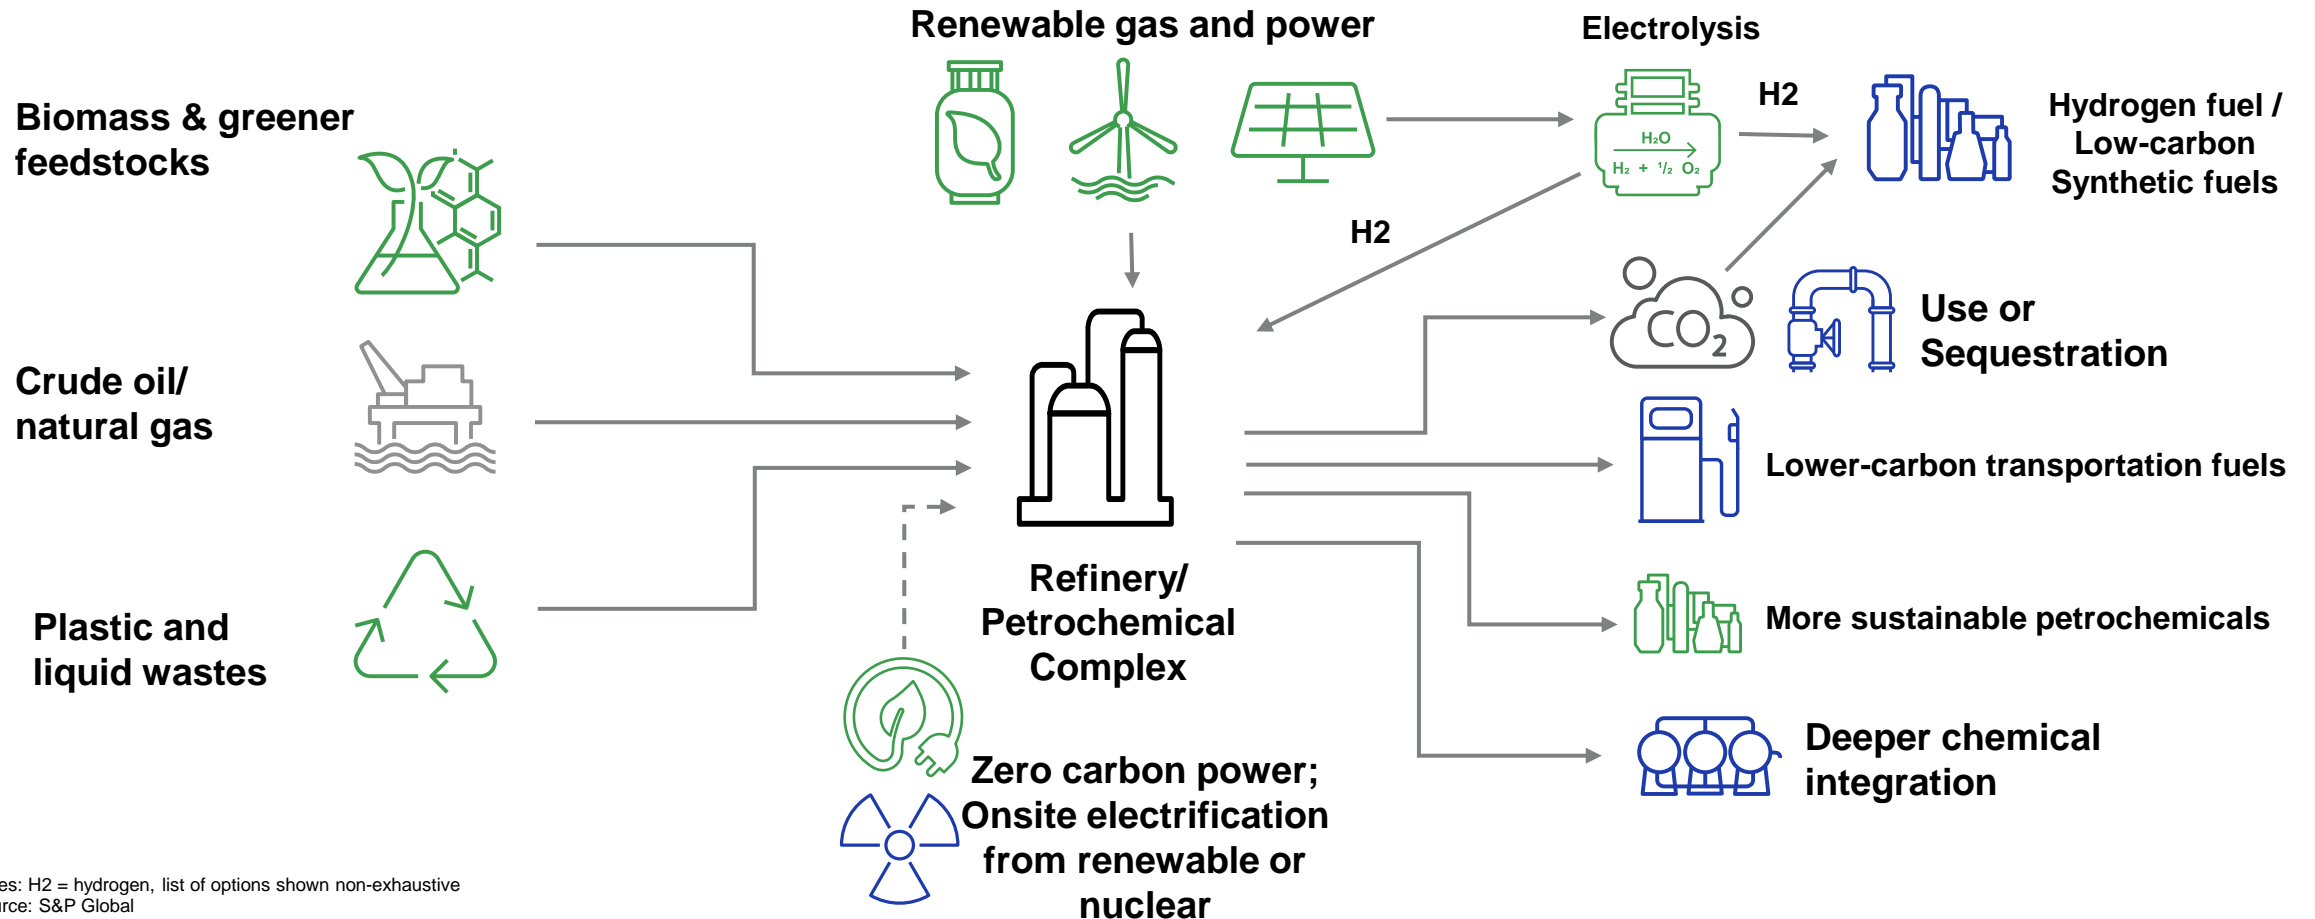 Renewable gas and power
Electrolysis
Biomass & greener
feedstocks
H2
H₂O
H₂ + ¹/₂ O₂
Hydrogen fuel /
Low-carbon
Synthetic fuels
H2
CO₂
Use or
Sequestration
Crude oil/
natural gas
Lower-carbon transportation fuels
Refinery/
Petrochemical
Complex
Plastic and
liquid wastes
More sustainable petrochemicals
Deeper chemical
integration
Zero carbon power;
Onsite electrification
from renewable or
nuclear
es: H2 = hydrogen, list of options shown non-exhaustive
urce: S&P Global